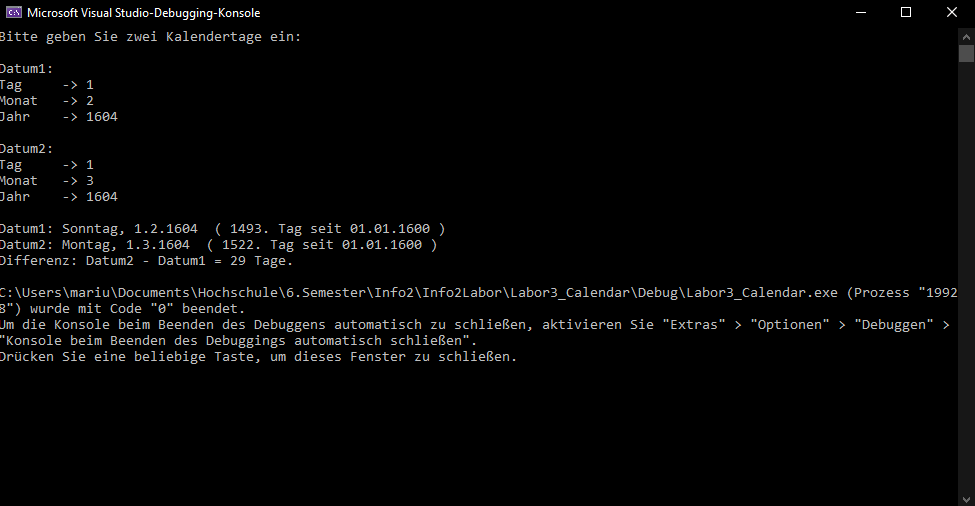 Microsoft Visual Studio-Debugging-Konsole
Bitte geben Sie zwei Kalendertage ein:
Datum1:
Tag -> 1
Monat -> 2
Jahr -> 1604
Datum2:
Tag -> 1
Monat -> 3
Jahr -> 1604
Datum1: Sonntag, 1.2.1604 ( 1493. Tag seit 01.01.1600 )
Datum2: Montag, 1.3.1604 ( 1522. Tag seit 01.01.1600 )
Differenz: Datum2 - Datum1 = 29 Tage.
C:\Users\mariu\Documents\Hochschule\6.Semester\Info2\Info2Labor\Labor3_Calendar\Debug\Labor3_Calendar.exe (Prozess "1992
8") wurde mit Code "0" beendet.
Um die Konsole beim Beenden des Debuggens automatisch zu schließen, aktivieren Sie "Extras" > "Optionen" > "Debuggen" >
"Konsole beim Beenden des Debuggings automatisch schließen".
Drücken Sie eine beliebige Taste, um dieses Fenster zu schließen.